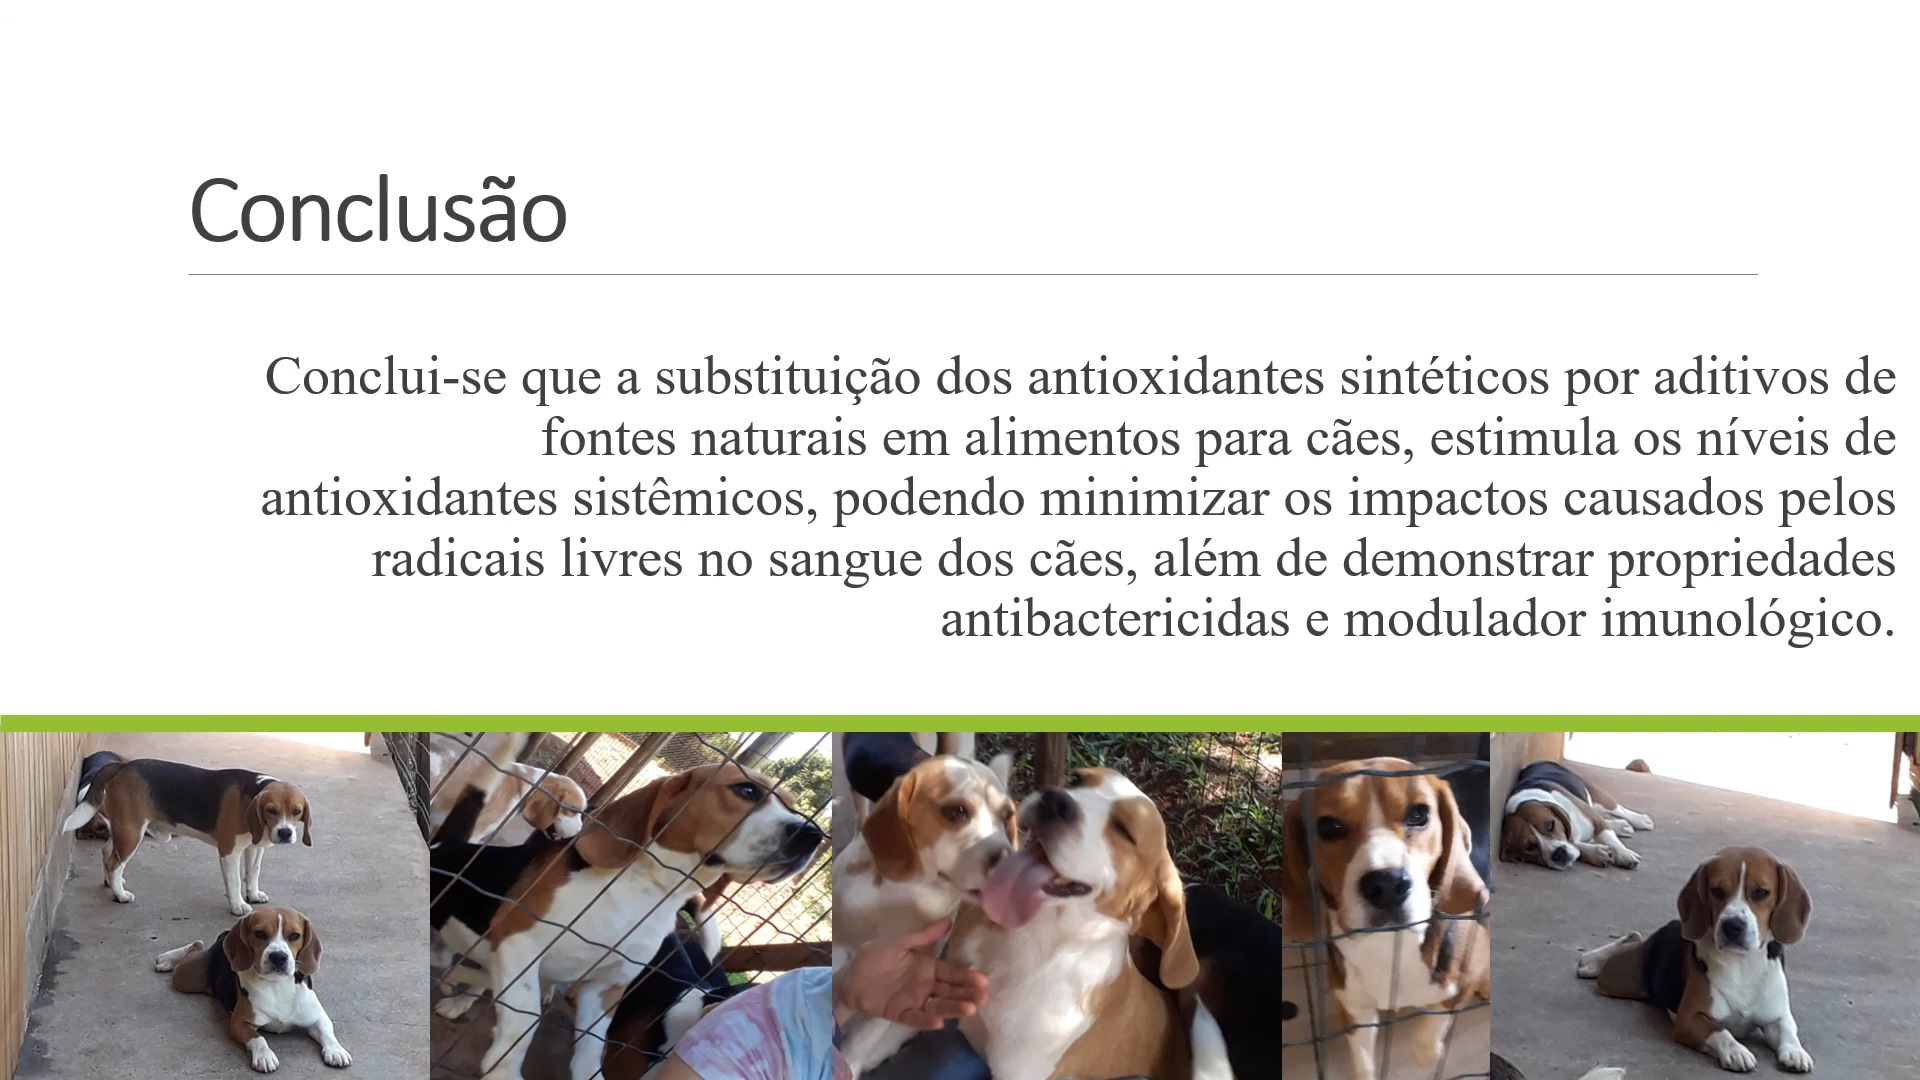 Conclusão
Conclui-se que a substituição dos antioxidantes sintéticos por aditivos de
fontes naturais em alimentos para cães, estimula os níveis de
antioxidantes sistêmicos, podendo minimizar os impactos causados pelos
radicais livres no sangue dos cães, além de demonstrar propriedades
antibactericidas e modulador imunológico.